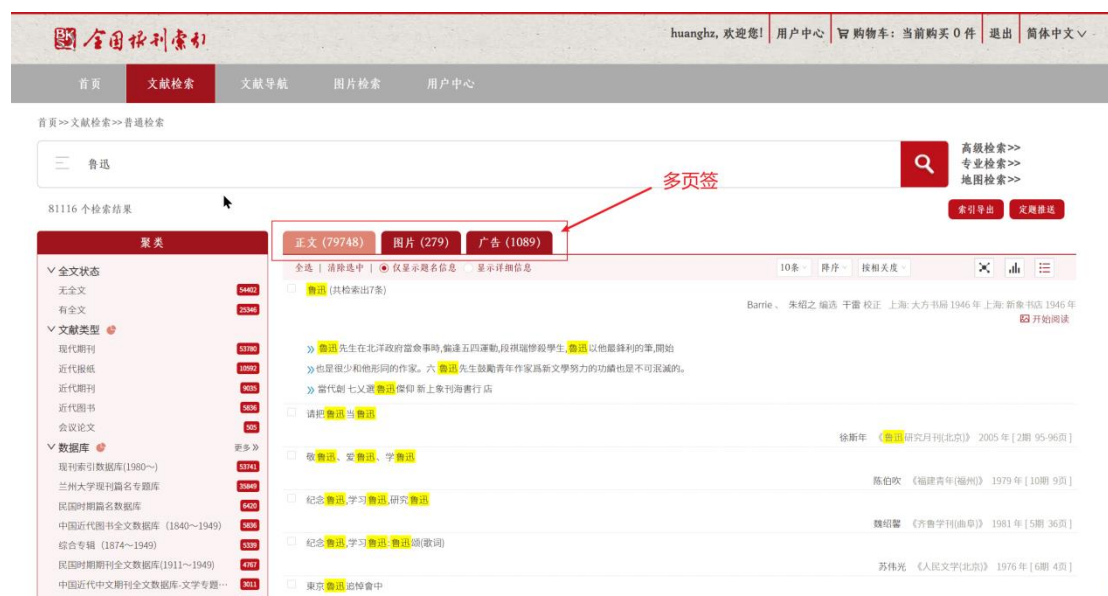 全国报刊索引
huanghz, 欢迎您! 用户中心 购物车: 当前购买 0 件 退出 简体中文
首页 文献检索 文献导航 图片检索 用户中心
首页>>文献检索>>普通检索
鲁迅
高级检索>>
专业检索>>
地图检索>>
多页签
81116 个检索结果
索引导出 定题推送
聚类
正文 (79748) 图片 (279) 广告 (1089)
全选 | 清除选中 | 仅显示题名信息 显示详细信息 10条 降序 按相关度
全文状态
无全文 54402
有全文 25346
文献类型
现代期刊 53780
近代报纸 10592
近代期刊 9035
近代图书 5836
会议论文 505
数据库 更多
现刊索引数据库(1980～) 53741
兰州大学现刊篇名专题库 35849
民国时期篇名数据库 6420
中国近代图书全文数据库（1840～1949) 5836
综合专辑（1874～1949) 5339
民国时期期刊全文数据库(1911～1949) 4767
中国近代中文期刊全文数据库-文学专题… 3011
鲁迅 (共检索出7条)
Barrie 、 朱绍之 编选 干雷 校正 上海: 大方书局 1946 年 上海: 新象书店 1946 年
开始阅读
» 鲁迅先生在北洋政府當僉事時,偏逢五四運動,段祺瑞惨殺學生,鲁迅以他最鋒利的筆,開始
»也是很少和他形同的作家。六 鲁迅先生鼓勵青年作家爲新文學努力的功績也是不可泯滅的。
» 當代創 七乂選鲁迅傑仰 新上象刊海書行 店
请把鲁迅当鲁迅
徐斯年 《鲁迅研究月刊(北京)》 2005 年 [ 2期 95-96页 ]
敬鲁迅、爱鲁迅、学鲁迅
陈伯吹 《福建青年(福州)》 1979 年 [ 10期 9页 ]
纪念鲁迅,学习鲁迅,研究鲁迅
魏绍馨 《齐鲁学刊(曲阜)》 1981 年 [ 5期 36页 ]
纪念鲁迅,学习鲁迅:鲁迅颂(歌词)
苏伟光 《人民文学(北京)》 1976 年 [ 6期 4页 ]
東京鲁迅追悼會中